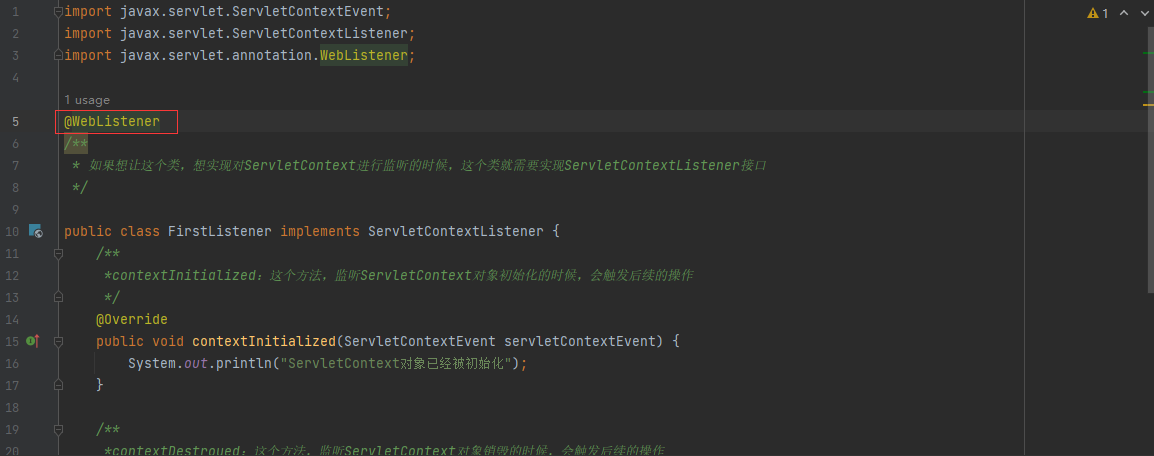 1 import javax.servlet.ServletContextEvent;
2 import javax.servlet.ServletContextListener;
3 import javax.servlet.annotation.WebListener;
4
1 usage
5 @WebListener
6 /**
7 * 如果想让这个类，想实现对ServletContext进行监听的时候，这个类就需要实现ServletContextListener接口
8 */
9
10 public class FirstListener implements ServletContextListener {
11 /**
12 *contextInitialized：这个方法，监听ServletContext对象初始化的时候，会触发后续的操作
13 */
14 @Override
15 public void contextInitialized(ServletContextEvent servletContextEvent) {
16 System.out.println("ServletContext对象已经被初始化");
17 }
18
19 /**
20 *contextDestroyed：这个方法，监听ServletContext对象销毁的时候，会触发后续的操作
1